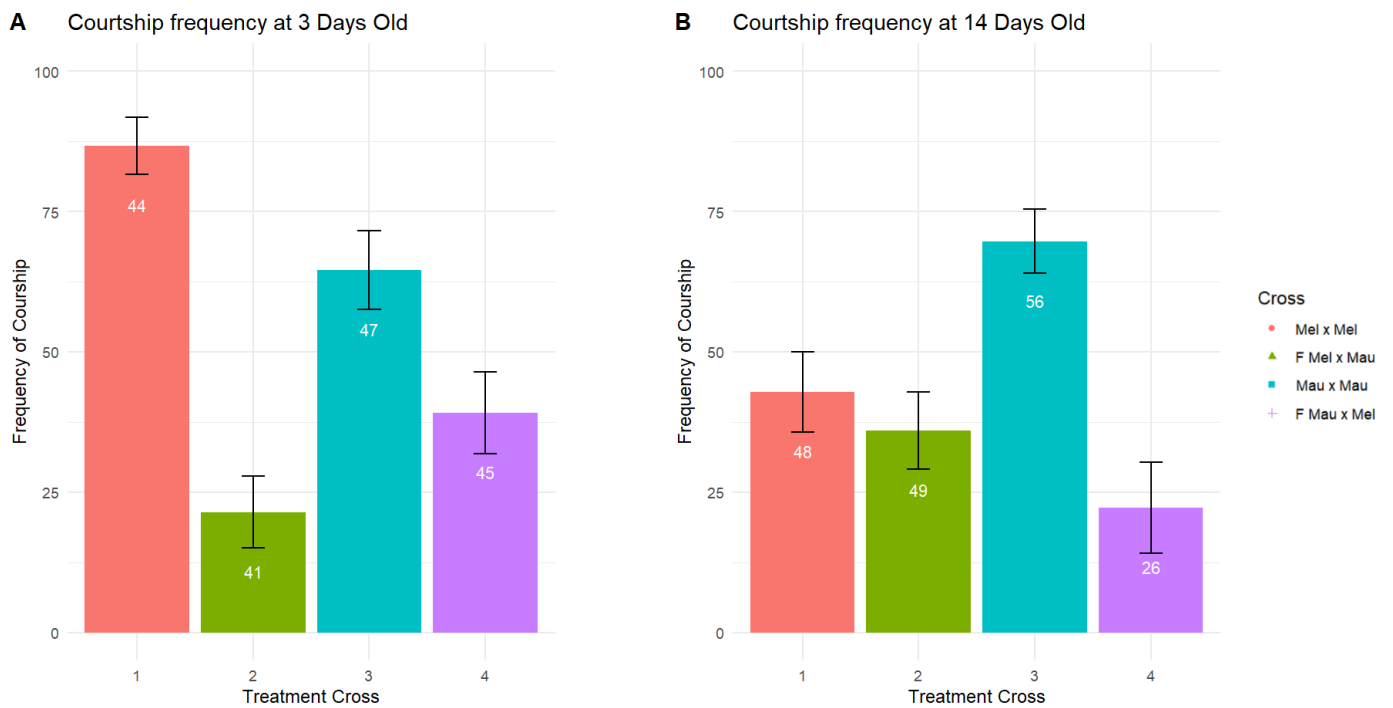 A Courtship frequency at 3 Days Old
100
75
50
25
0
44
41
47
45
1 2 3 4
Treatment Cross
Frequency of Courship
B Courtship frequency at 14 Days Old
100
75
50
25
0
48
49
56
26
1 2 3 4
Treatment Cross
Frequency of Courship
Cross
Mel x Mel
F Mel x Mau
Mau x Mau
F Mau x Mel